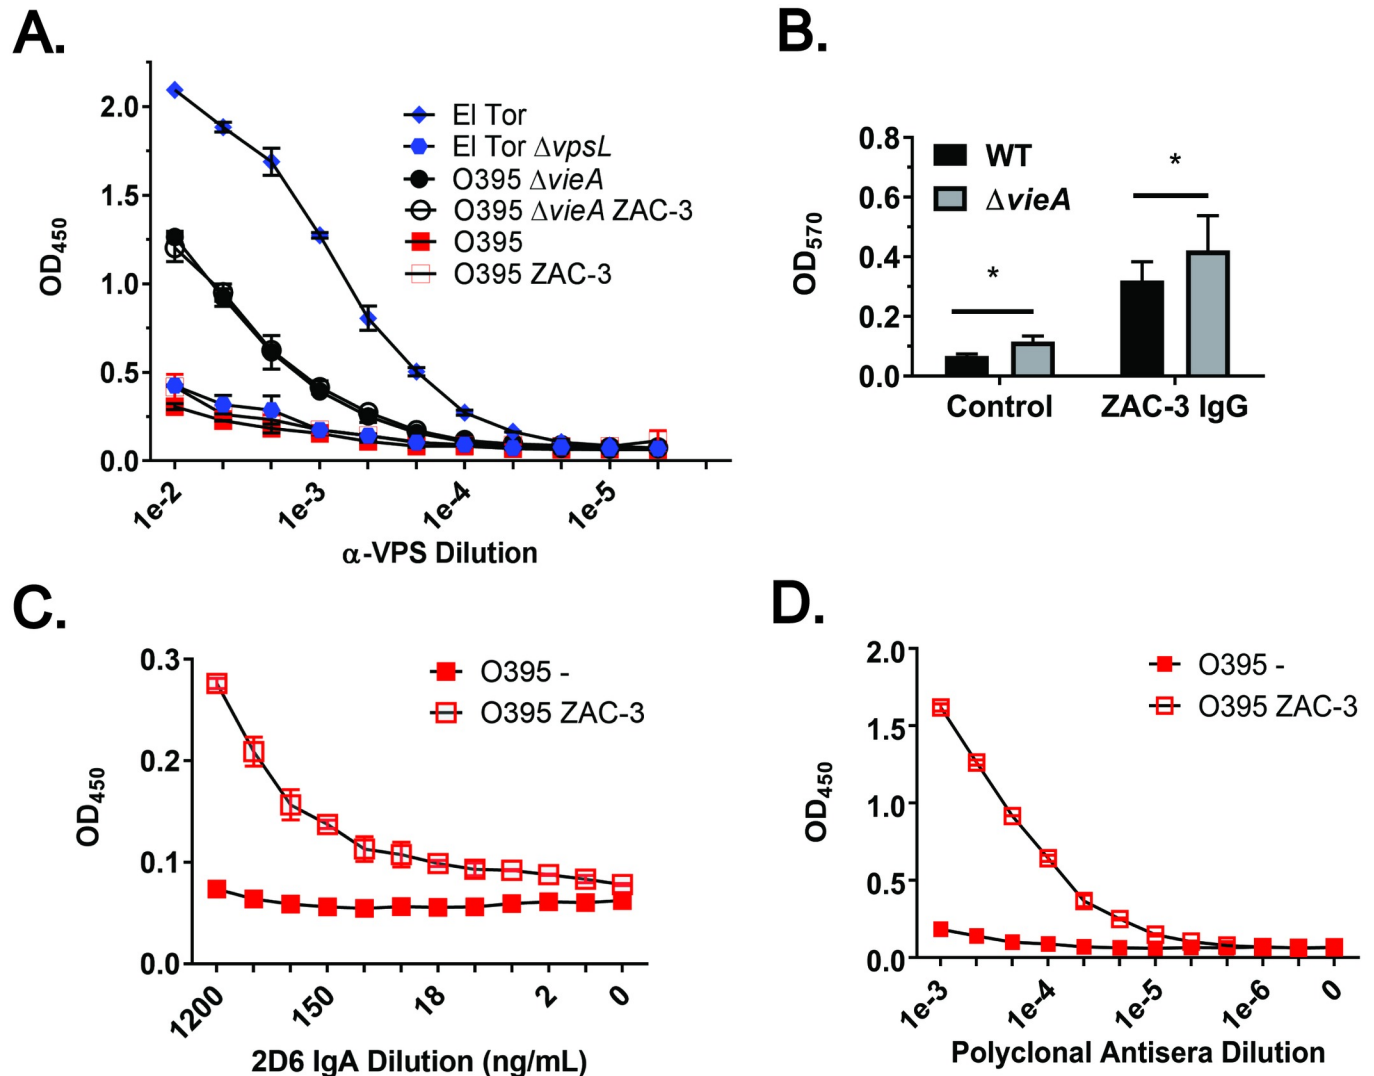 A.
2.0
1.5
1.0
0.5
0.0
OD450
1e-2
1e-3
1e-4
1e-5
α-VPS Dilution
El Tor
El Tor ΔvpsL
O395 ΔvieA
O395 ΔvieA ZAC-3
O395
O395 ZAC-3
B.
0.8
0.6
0.4
0.2
0.0
OD570
WT
ΔvieA
*
*
Control
ZAC-3 IgG
C.
0.3
0.2
0.1
0.0
OD450
O395 -
O395 ZAC-3
1200
150
18
2
0
2D6 IgA Dilution (ng/mL)
D.
2.0
1.5
1.0
0.5
0.0
OD450
O395 -
O395 ZAC-3
1e-3
1e-4
1e-5
1e-6
0
Polyclonal Antisera Dilution